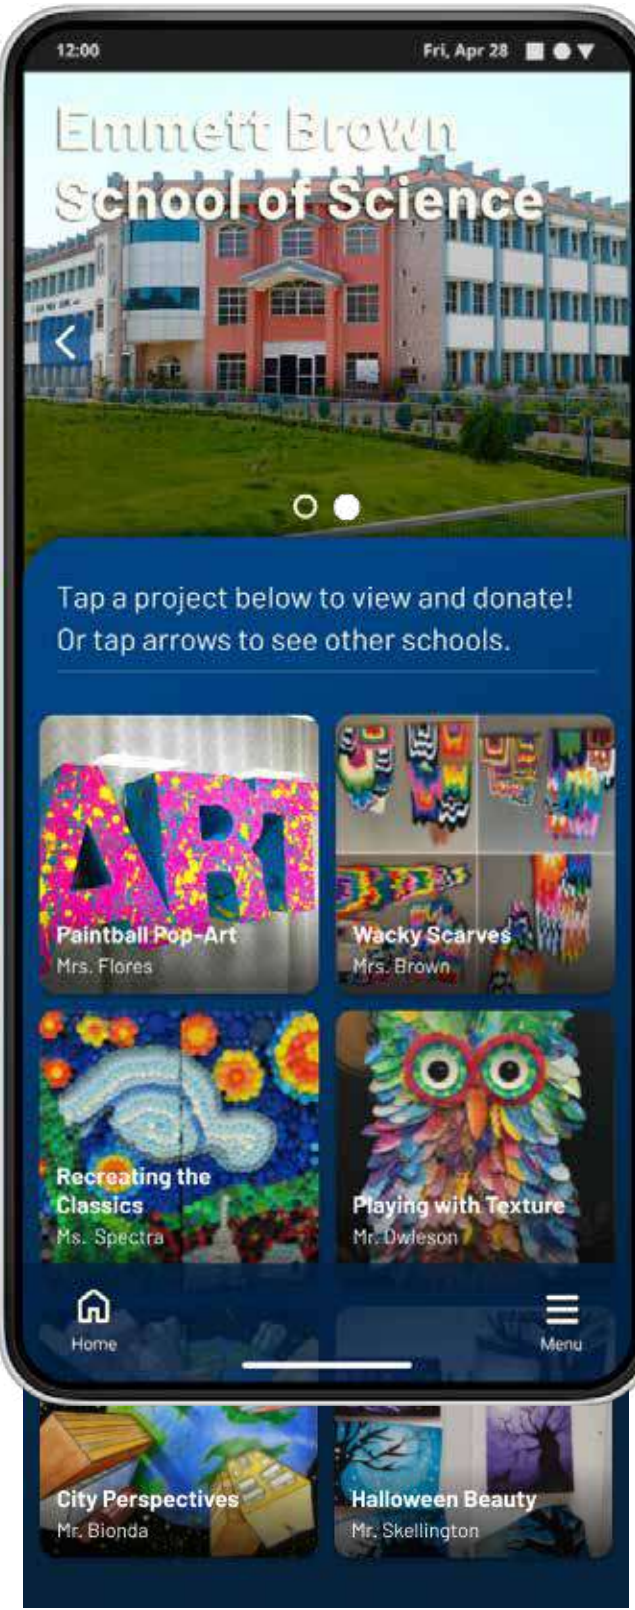 12:00 Fri, Apr 28
Emmett Brown
School of Science
Tap a project below to view and donate!
Or tap arrows to see other schools.
ART
Paintball Pop-Art
Mrs. Flores
Wacky Scarves
Mrs. Brown
Recreating the
Classics
Ms. Spectra
Playing with Texture
Mr. Owleson
Home
Menu
City Perspectives
Mr. Bionda
Halloween Beauty
Mr. Skellington